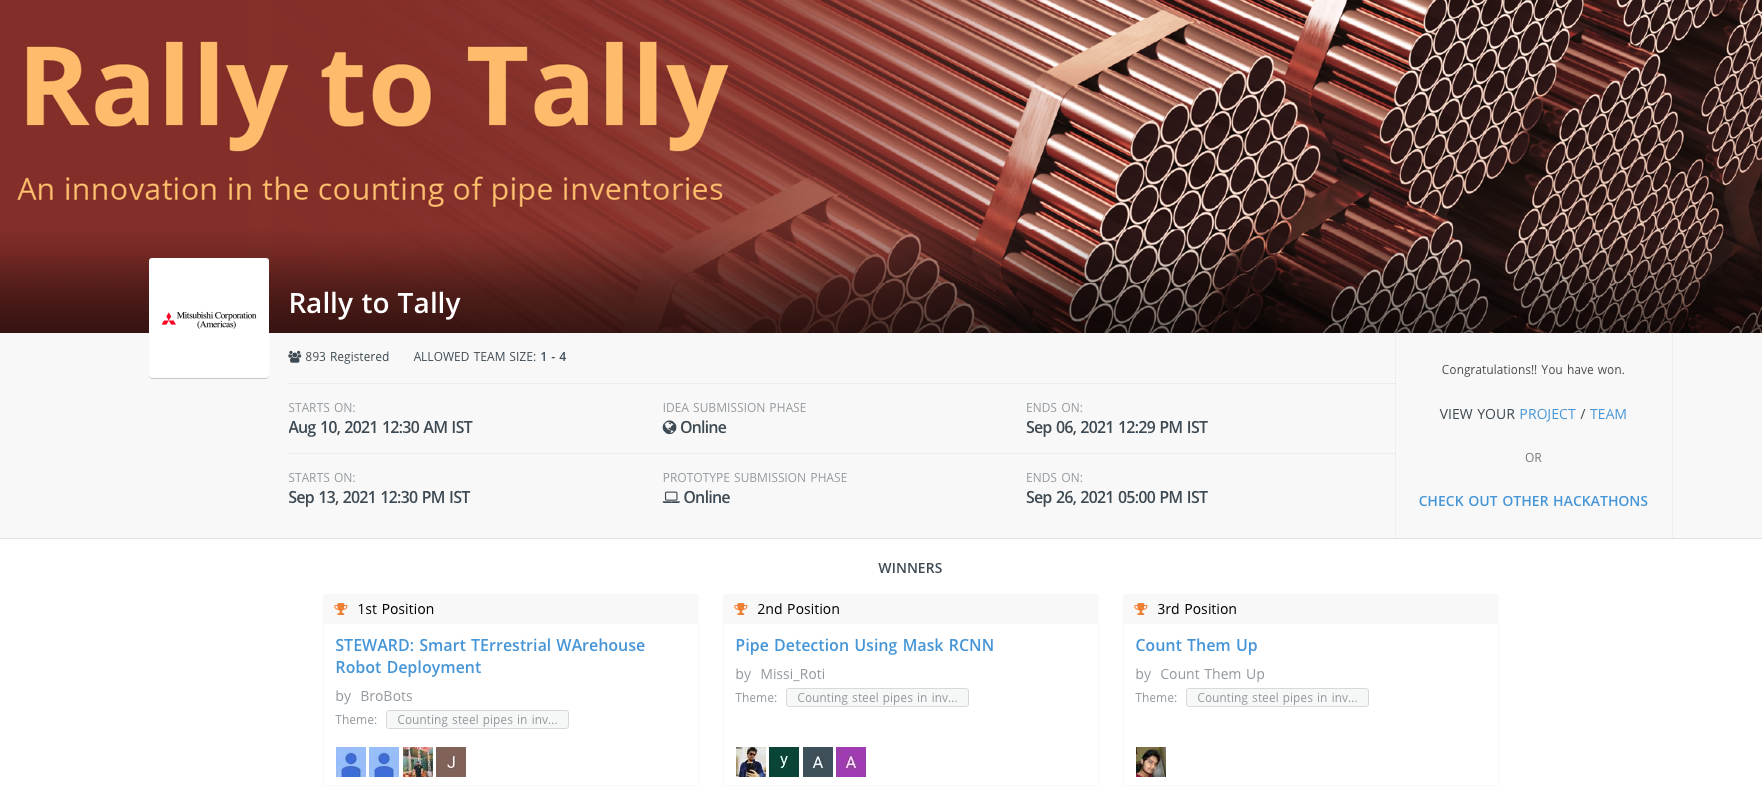 Rally to Tally
An innovation in the counting of pipe inventories
Mitsubishi Corporation
(Americas)
Rally to Tally
893 Registered ALLOWED TEAM SIZE: 1 - 4
STARTS ON:
Aug 10, 2021 12:30 AM IST
IDEA SUBMISSION PHASE
Online
ENDS ON:
Sep 06, 2021 12:29 PM IST
STARTS ON:
Sep 13, 2021 12:30 PM IST
PROTOTYPE SUBMISSION PHASE
Online
ENDS ON:
Sep 26, 2021 05:00 PM IST
Congratulations!! You have won.
VIEW YOUR PROJECT / TEAM
OR
CHECK OUT OTHER HACKATHONS
WINNERS
1st Position
STEWARD: Smart TErrestrial WArehouse
Robot Deployment
by BroBots
Theme: Counting steel pipes in inv...
J
2nd Position
Pipe Detection Using Mask RCNN
by Missi_Roti
Theme: Counting steel pipes in inv...
y A A
3rd Position
Count Them Up
by Count Them Up
Theme: Counting steel pipes in inv...